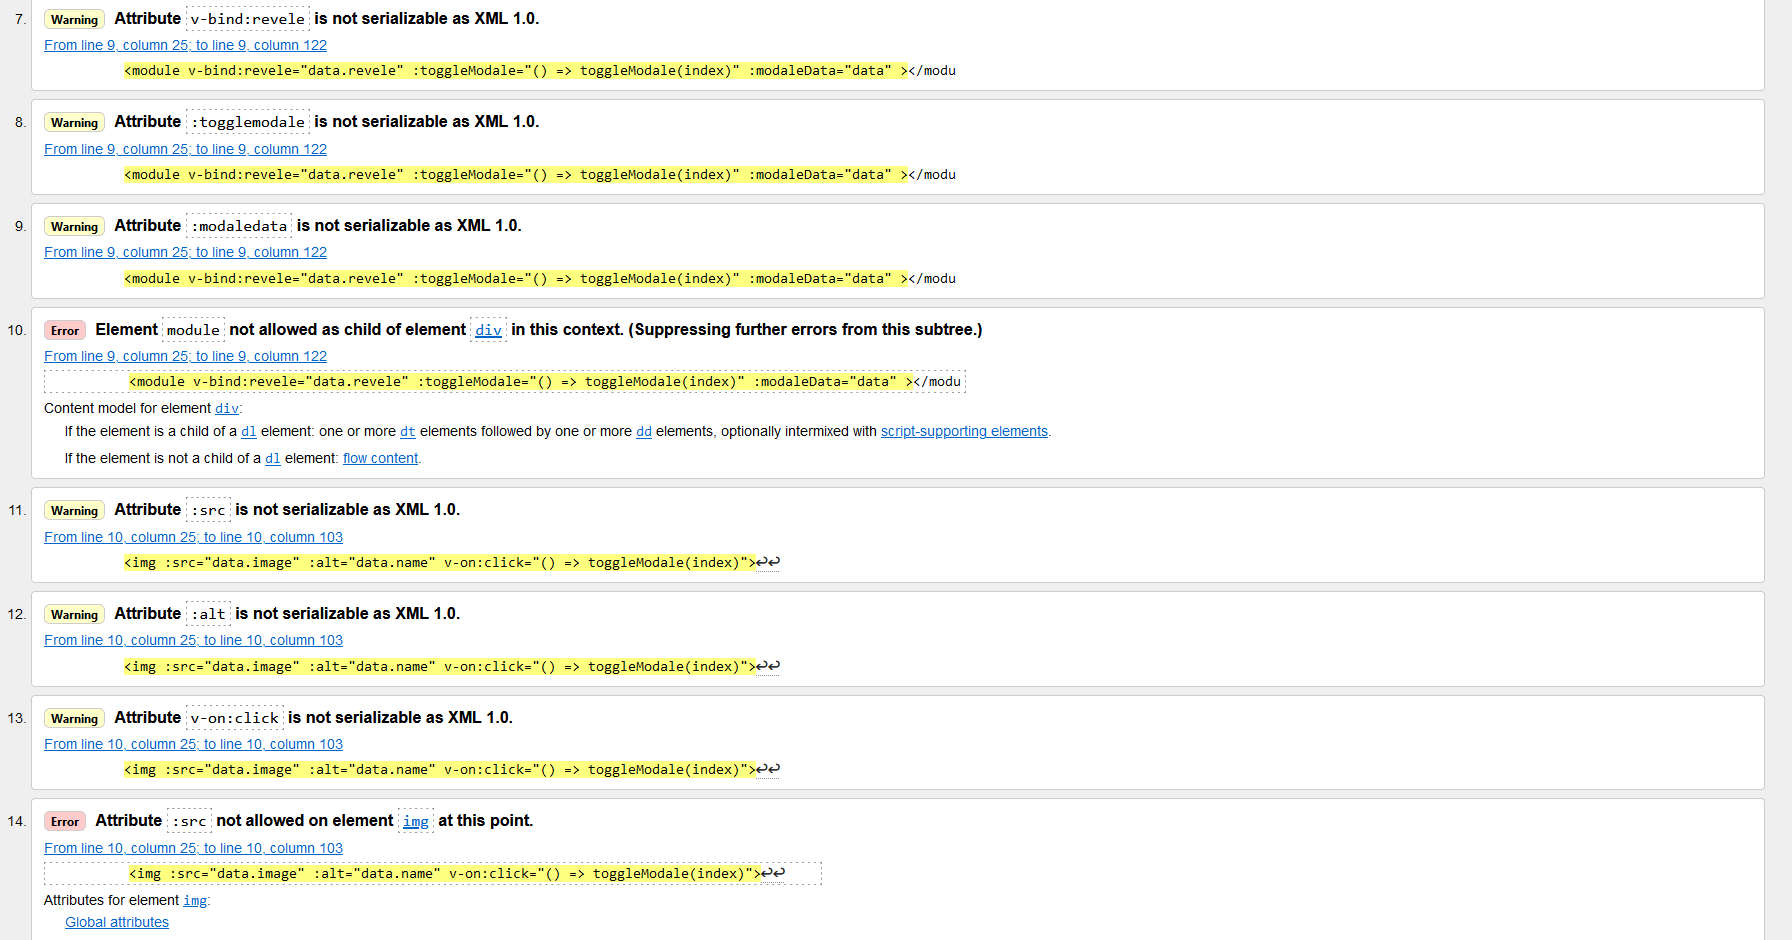 7. Warning Attribute v-bind:revele is not serializable as XML 1.0.
From line 9, column 25; to line 9, column 122
<module v-bind:revele="data.revele" :toggleModale="() => toggleModale(index)" :modaleData="data" ></modu
8. Warning Attribute :togglemodale is not serializable as XML 1.0.
From line 9, column 25; to line 9, column 122
<module v-bind:revele="data.revele" :toggleModale="() => toggleModale(index)" :modaleData="data" ></modu
9. Warning Attribute :modaledata is not serializable as XML 1.0.
From line 9, column 25; to line 9, column 122
<module v-bind:revele="data.revele" :toggleModale="() => toggleModale(index)" :modaleData="data" ></modu
10. Error Element module not allowed as child of element div in this context. (Suppressing further errors from this subtree.)
From line 9, column 25; to line 9, column 122
<module v-bind:revele="data.revele" :toggleModale="() => toggleModale(index)" :modaleData="data" ></modu
Content model for element div:
If the element is a child of a dl element: one or more dt elements followed by one or more dd elements, optionally intermixed with script-supporting elements.
If the element is not a child of a dl element: flow content.
11. Warning Attribute :src is not serializable as XML 1.0.
From line 10, column 25; to line 10, column 103
<img :src="data.image" :alt="data.name" v-on:click="() => toggleModale(index)">↩↩
12. Warning Attribute :alt is not serializable as XML 1.0.
From line 10, column 25; to line 10, column 103
<img :src="data.image" :alt="data.name" v-on:click="() => toggleModale(index)">↩↩
13. Warning Attribute v-on:click is not serializable as XML 1.0.
From line 10, column 25; to line 10, column 103
<img :src="data.image" :alt="data.name" v-on:click="() => toggleModale(index)">↩↩
14. Error Attribute :src not allowed on element img at this point.
From line 10, column 25; to line 10, column 103
<img :src="data.image" :alt="data.name" v-on:click="() => toggleModale(index)">↩↩
Attributes for element img:
Global attributes